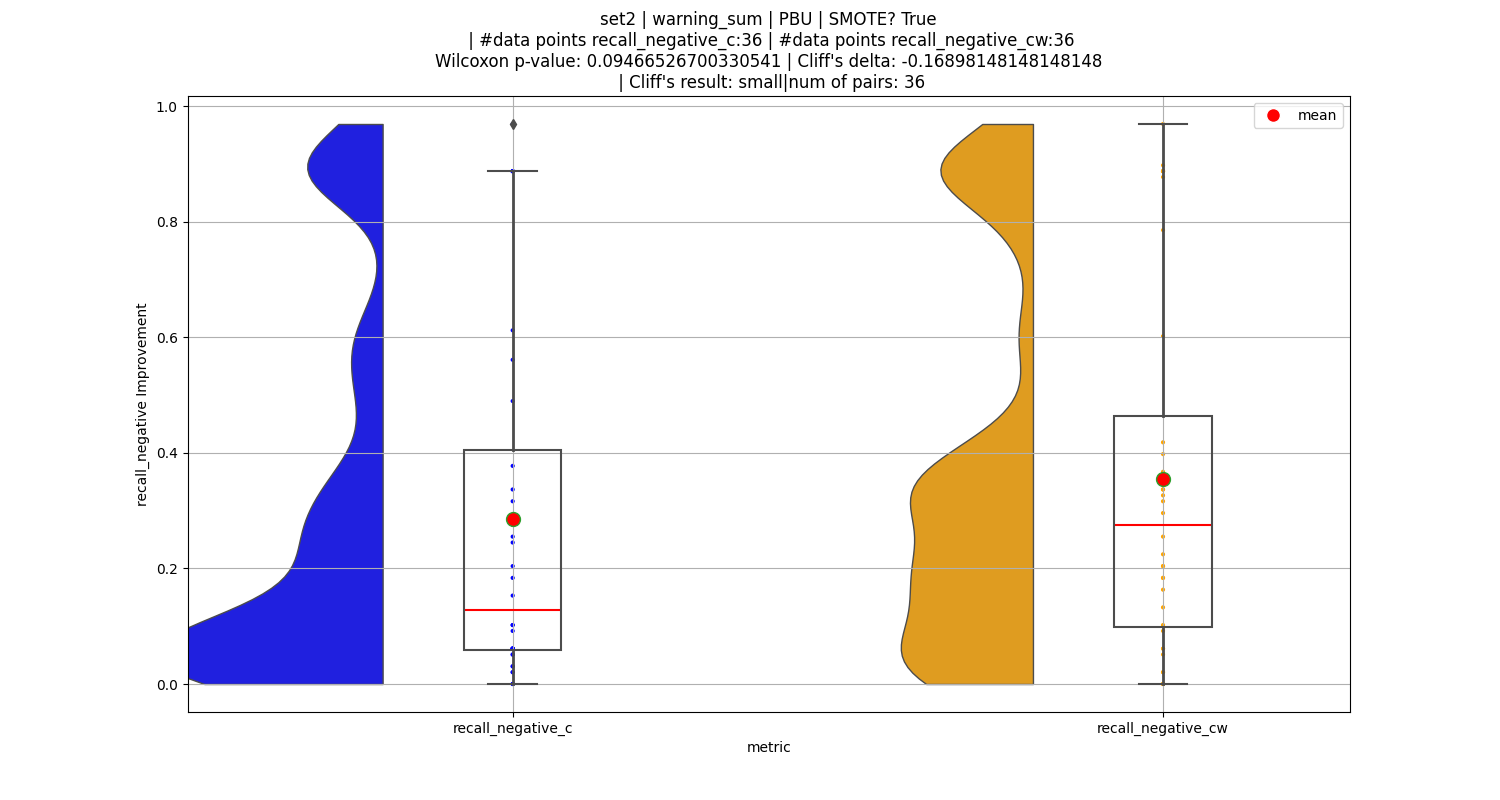 set2 | warning_sum | PBU | SMOTE? True
| #data points recall_negative_c:36 | #data points recall_negative_cw:36
Wilcoxon p-value: 0.09466526700330541 | Cliff's delta: -0.16898148148148148
| Cliff's result: small|num of pairs: 36
mean
1.0
0.8
0.6
0.4
0.2
0.0
recall_negative Improvement
recall_negative_c
recall_negative_cw
metric